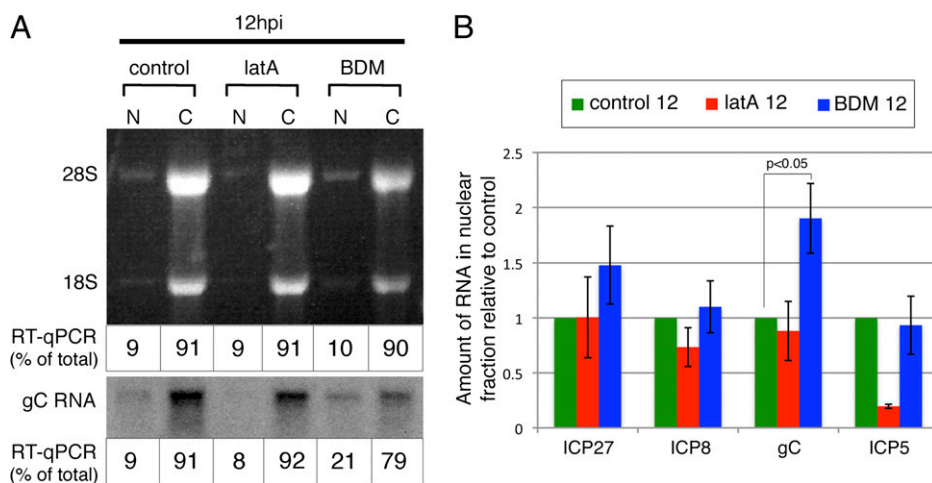 A
12hpi
control latA BDM
N C N C N C
28S
18S
RT-qPCR
(% of total)
9 91 9 91 10 90
gC RNA
RT-qPCR
(% of total)
9 91 8 92 21 79
B
control 12 latA 12 BDM 12
Amount of RNA in nuclear
fraction relative to control
2.5
2
1.5
1
0.5
0
p<0.05
ICP27 ICP8 gC ICP5